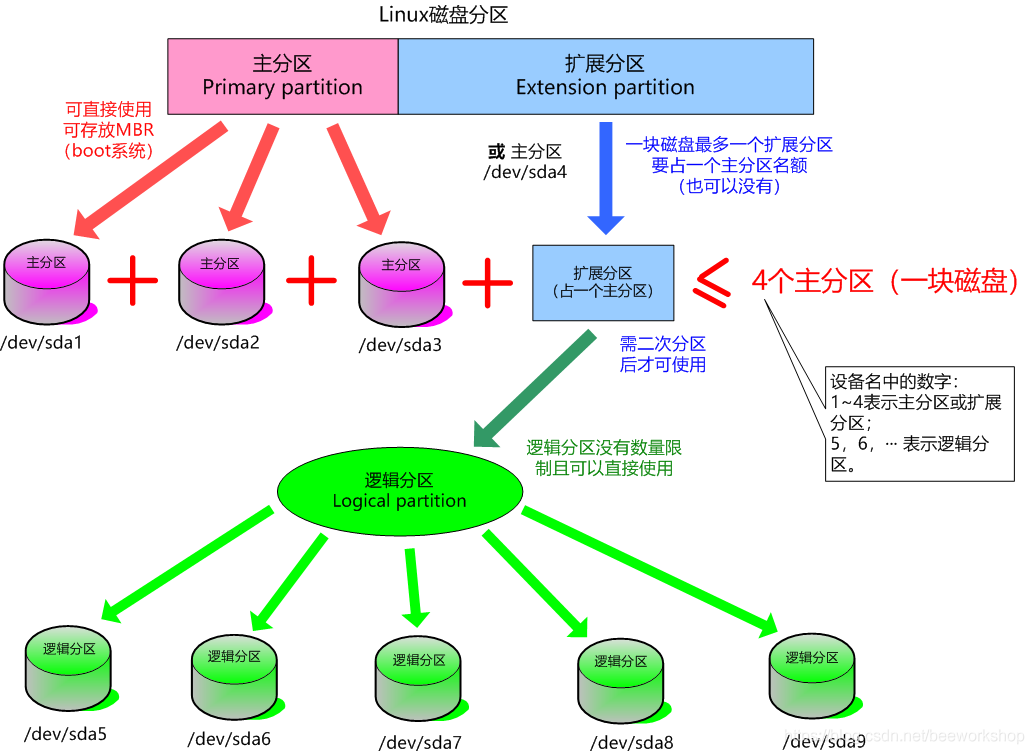 Linux磁盘分区
主分区
Primary partition
扩展分区
Extension partition
可直接使用
可存放MBR
（boot系统）
或 主分区
/dev/sda4
一块磁盘最多一个扩展分区
要占一个主分区名额
（也可以没有）
主分区
/dev/sda1
主分区
/dev/sda2
主分区
/dev/sda3
扩展分区
（占一个主分区）
≤
4个主分区（一块磁盘）
需二次分区
后才可使用
设备名中的数字：
1~4表示主分区或扩展
分区；
5，6，… 表示逻辑分
区。
逻辑分区没有数量限
制且可以直接使用
逻辑分区
Logical partition
逻辑分区
/dev/sda5
逻辑分区
/dev/sda6
逻辑分区
/dev/sda7
逻辑分区
/dev/sda8
逻辑分区
/dev/sda9
https://blog.csdn.net/beeworkshop